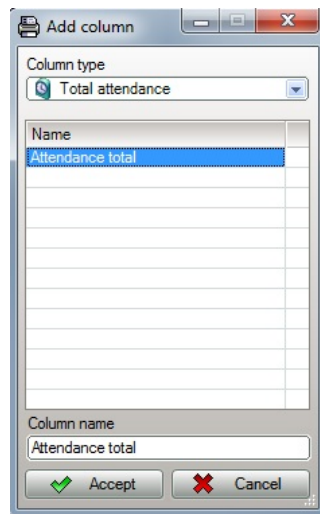 Add column
Column type
Total attendance
Name
Attendance total
Column name
Attendance total
Accept
Cancel